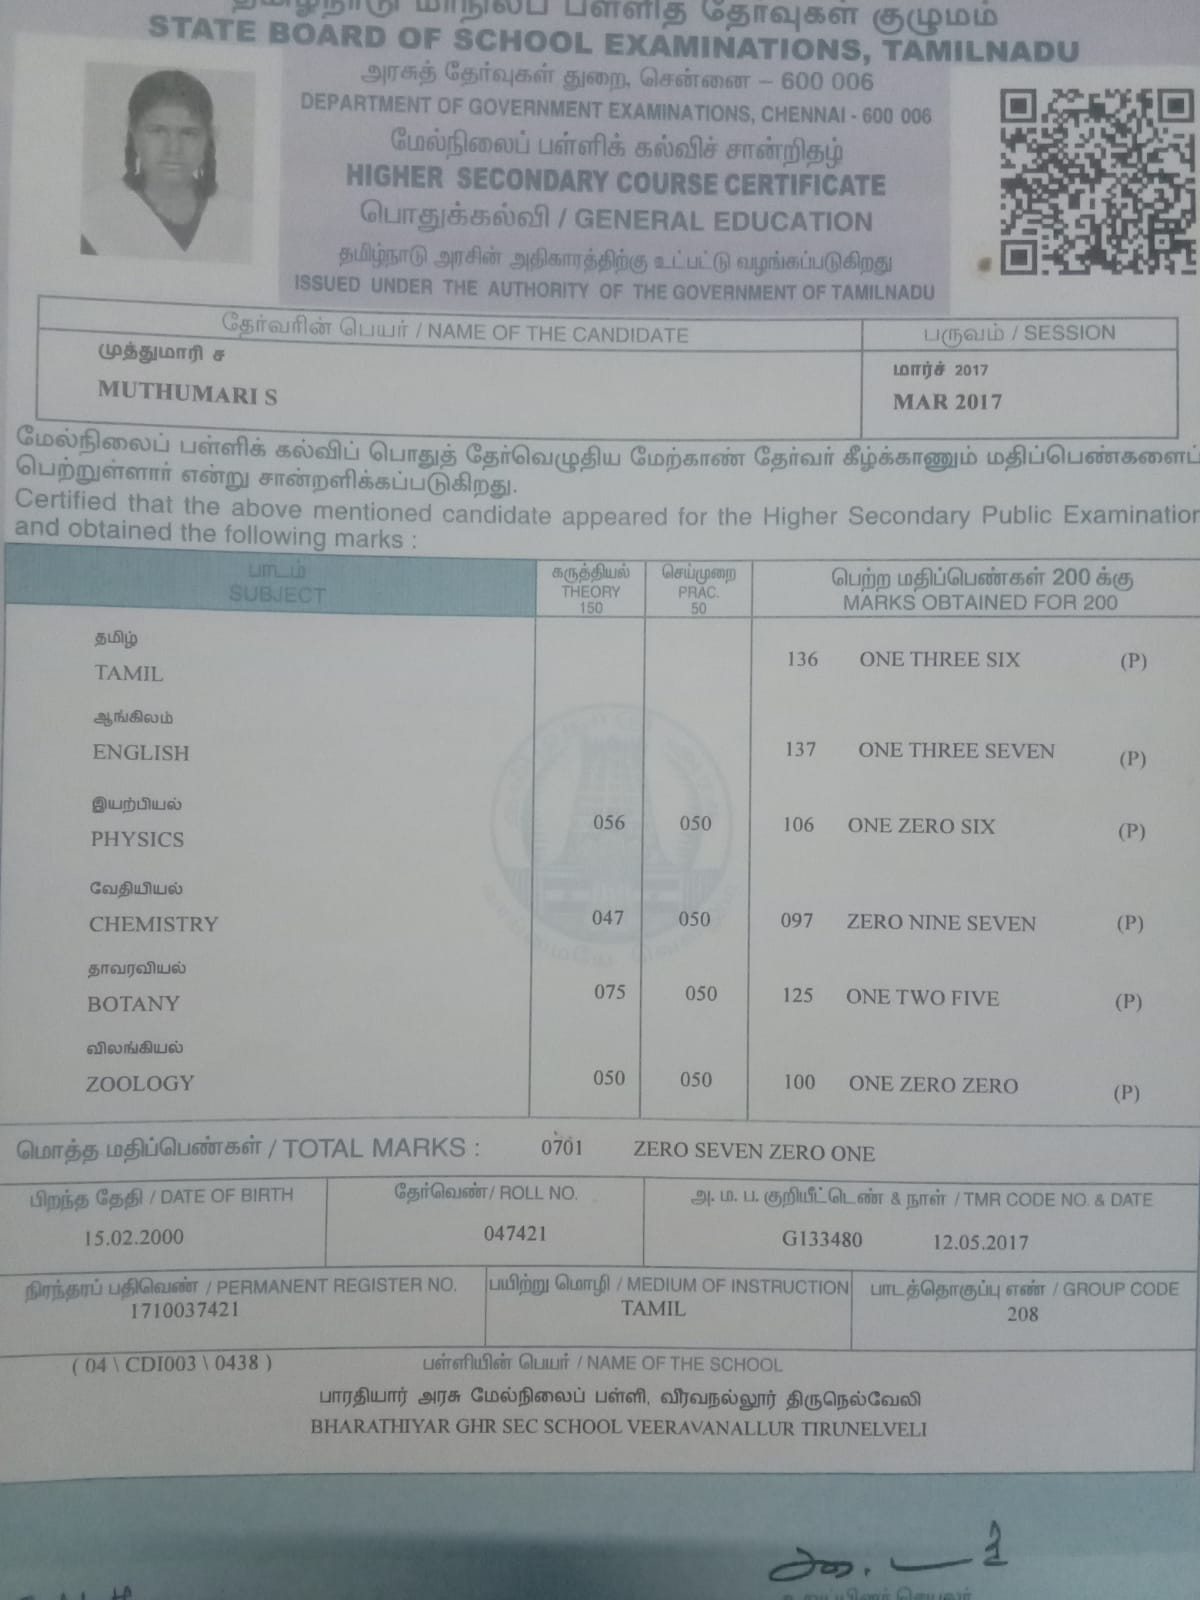 தமிழ்நாடு மாநிலப் பள்ளித் தேர்வுகள் குழுமம்
STATE BOARD OF SCHOOL EXAMINATIONS, TAMILNADU
அரசுத் தேர்வுகள் துறை, சென்னை – 600 006
DEPARTMENT OF GOVERNMENT EXAMINATIONS, CHENNAI - 600 006
மேல்நிலைப் பள்ளிக் கல்விச் சான்றிதழ்
HIGHER SECONDARY COURSE CERTIFICATE
பொதுக்கல்வி / GENERAL EDUCATION
தமிழ்நாடு அரசின் அதிகாரத்திற்கு உட்பட்டு வழங்கப்படுகிறது
ISSUED UNDER THE AUTHORITY OF THE GOVERNMENT OF TAMILNADU
தேர்வரின் பெயர் / NAME OF THE CANDIDATE பருவம் / SESSION
முத்துமாரி ச மார்ச் 2017
MUTHUMARI S MAR 2017
மேல்நிலைப் பள்ளிக் கல்விப் பொதுத் தேர்வெழுதிய மேற்காண் தேர்வர் கீழ்க்காணும் மதிப்பெண்களைப்
பெற்றுள்ளார் என்று சான்றளிக்கப்படுகிறது.
Certified that the above mentioned candidate appeared for the Higher Secondary Public Examination
and obtained the following marks :
பாடம் கருத்தியல் செய்முறை பெற்ற மதிப்பெண்கள் 200 க்கு
SUBJECT THEORY PRAC. MARKS OBTAINED FOR 200
150 50
தமிழ்
TAMIL 136 ONE THREE SIX (P)
ஆங்கிலம்
ENGLISH 137 ONE THREE SEVEN (P)
இயற்பியல்
PHYSICS 056 050 106 ONE ZERO SIX (P)
வேதியியல்
CHEMISTRY 047 050 097 ZERO NINE SEVEN (P)
தாவரவியல்
BOTANY 075 050 125 ONE TWO FIVE (P)
விலங்கியல்
ZOOLOGY 050 050 100 ONE ZERO ZERO (P)
மொத்த மதிப்பெண்கள் / TOTAL MARKS : 0701 ZERO SEVEN ZERO ONE
பிறந்த தேதி / DATE OF BIRTH தேர்வெண்/ ROLL NO. அ. ம. ப. குறியீட்டெண் & நாள் / TMR CODE NO. & DATE
15.02.2000 047421 G133480 12.05.2017
நிரந்தரப் பதிவெண் / PERMANENT REGISTER NO. பயிற்று மொழி / MEDIUM OF INSTRUCTION பாடத்தொகுப்பு எண் / GROUP CODE
1710037421 TAMIL 208
( 04 \ CDI003 \ 0438 ) பள்ளியின் பெயர் / NAME OF THE SCHOOL
பாரதியார் அரசு மேல்நிலைப் பள்ளி, வீரவநல்லூர் திருநெல்வேலி
BHARATHIYAR GHR SEC SCHOOL VEERAVANALLUR TIRUNELVELI